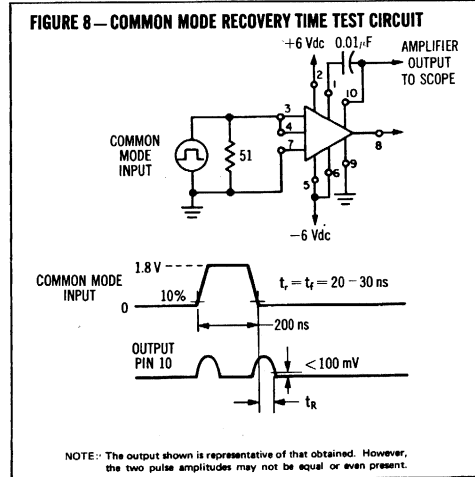 FIGURE 8 — COMMON MODE RECOVERY TIME TEST CIRCUIT
+6 Vdc
0.01μF
AMPLIFIER
OUTPUT
TO SCOPE
2
1
10
3
4
7
COMMON
MODE
INPUT
51
8
5
6
9
−6 Vdc
1.8 V
COMMON MODE
INPUT
10%
0
tr = tf = 20 − 30 ns
200 ns
OUTPUT
PIN 10
<100 mV
tR
NOTE: The output shown is representative of that obtained. However,
the two pulse amplitudes may not be equal or even present.